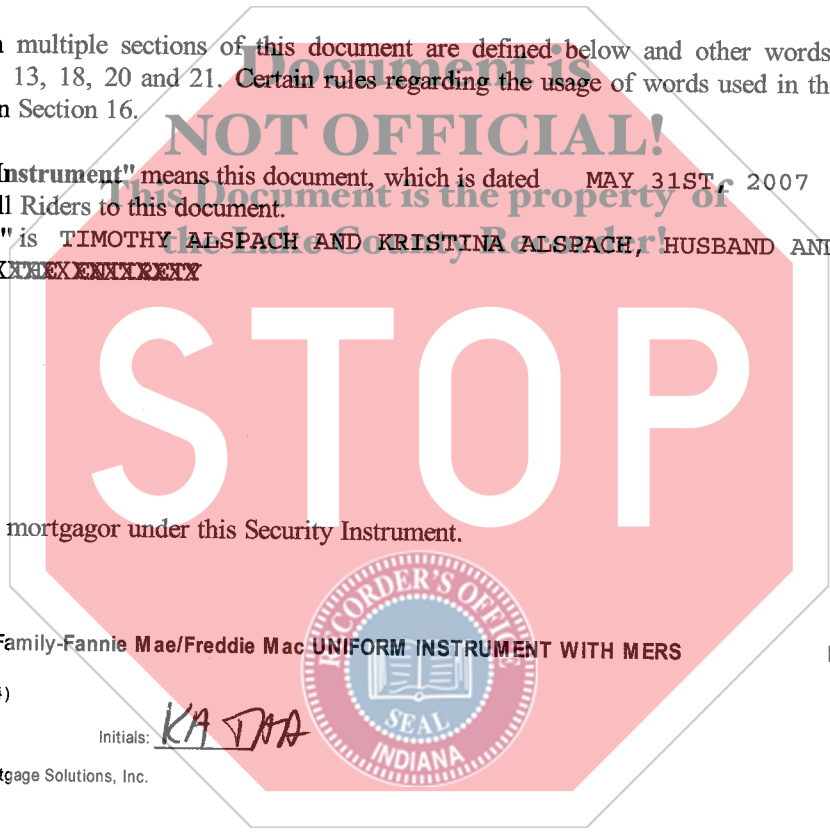 multiple sections of this document are defined below and other words
Document is
13, 18, 20 and 21. Certain rules regarding the usage of words used in th
n Section 16.
NOT OFFICIAL!
Instrument" means this document, which is dated MAY 31ST, 2007
This Document is the property of
ll Riders to this document.
" is TIMOTHY ALSPACH AND KRISTINA ALSPACH, HUSBAND AND
the Lake County Recorder!
STOP
mortgagor under this Security Instrument.
RECORDER'S OFFICE
Family-Fannie Mae/Freddie Mac UNIFORM INSTRUMENT WITH MERS
Initials: KA TAA
SEAL
INDIANA
tgage Solutions, Inc.